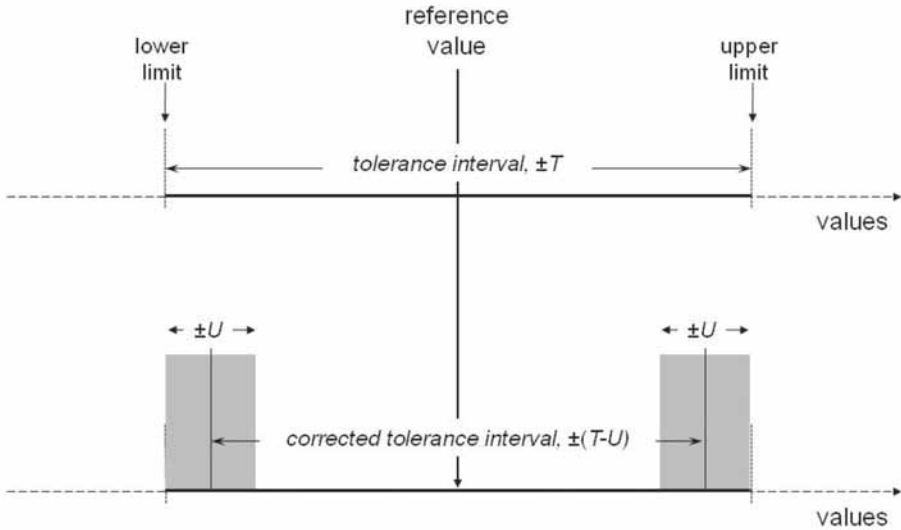 reference
value
lower
limit
upper
limit
tolerance interval, ±T
values
±U
±U
corrected tolerance interval, ±(T-U)
values